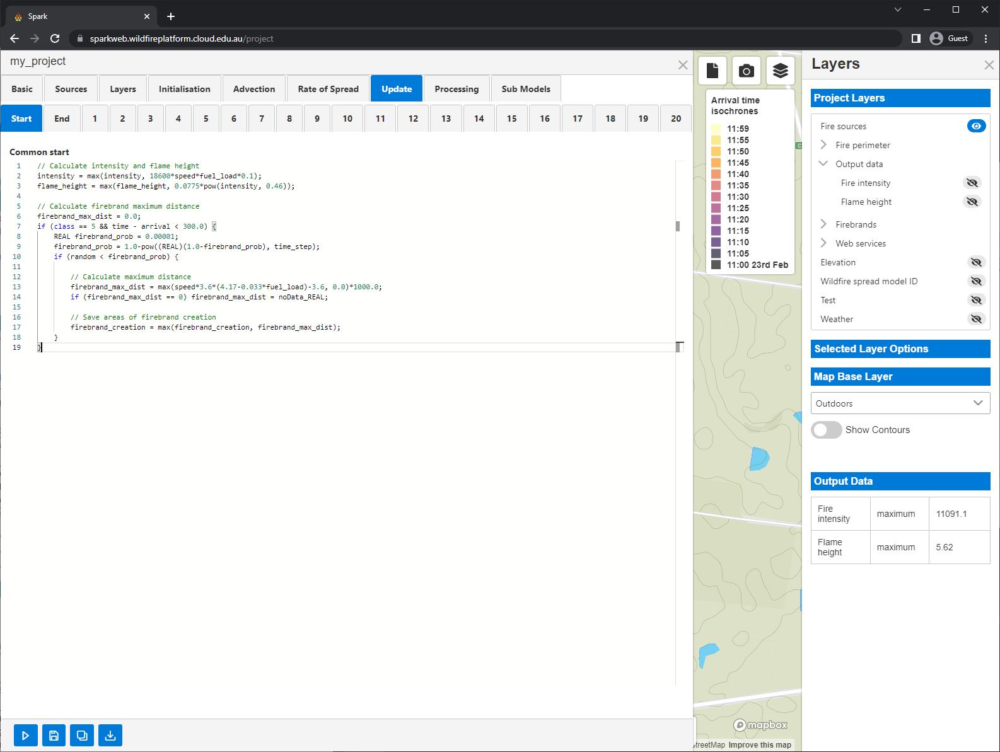 Spark
sparkweb.wildfireplatform.cloud.edu.au/project
Guest
my_project
Basic Sources Layers Initialisation Advection Rate of Spread Update Processing Sub Models
Start End 1 2 3 4 5 6 7 8 9 10 11 12 13 14 15 16 17 18 19 20
Common start
1 // Calculate intensity and flame height
2 intensity = max(intensity, 18600*speed*fuel_load*0.1);
3 flame_height = max(flame_height, 0.0775*pow(intensity, 0.46));
4
5 // Calculate firebrand maximum distance
6 firebrand_max_dist = 0.0;
7 if (class == 5 && time - arrival < 300.0) {
8 REAL firebrand_prob = 0.00001;
9 firebrand_prob = 1.0-pow((REAL)(1.0-firebrand_prob), time_step);
10 if (random < firebrand_prob) {
11
12 // Calculate maximum distance
13 firebrand_max_dist = max(speed*3.6*(4.17-0.033*fuel_load)-3.6, 0.0)*1000.0;
14 if (firebrand_max_dist == 0) firebrand_max_dist = noData_REAL;
15
16 // Save areas of firebrand creation
17 firebrand_creation = max(firebrand_creation, firebrand_max_dist);
18 }
19 }
Arrival time
isochrones
11:59
11:55
11:50
11:45
11:40
11:35
11:30
11:25
11:20
11:15
11:10
11:05
11:00 23rd Feb
mapbox
StreetMap Improve this map
Layers
Project Layers
Fire sources
Fire perimeter
Output data
Fire intensity
Flame height
Firebrands
Web services
Elevation
Wildfire spread model ID
Test
Weather
Selected Layer Options
Map Base Layer
Outdoors
Show Contours
Output Data
Fire intensity maximum 11091.1
Flame height maximum 5.62